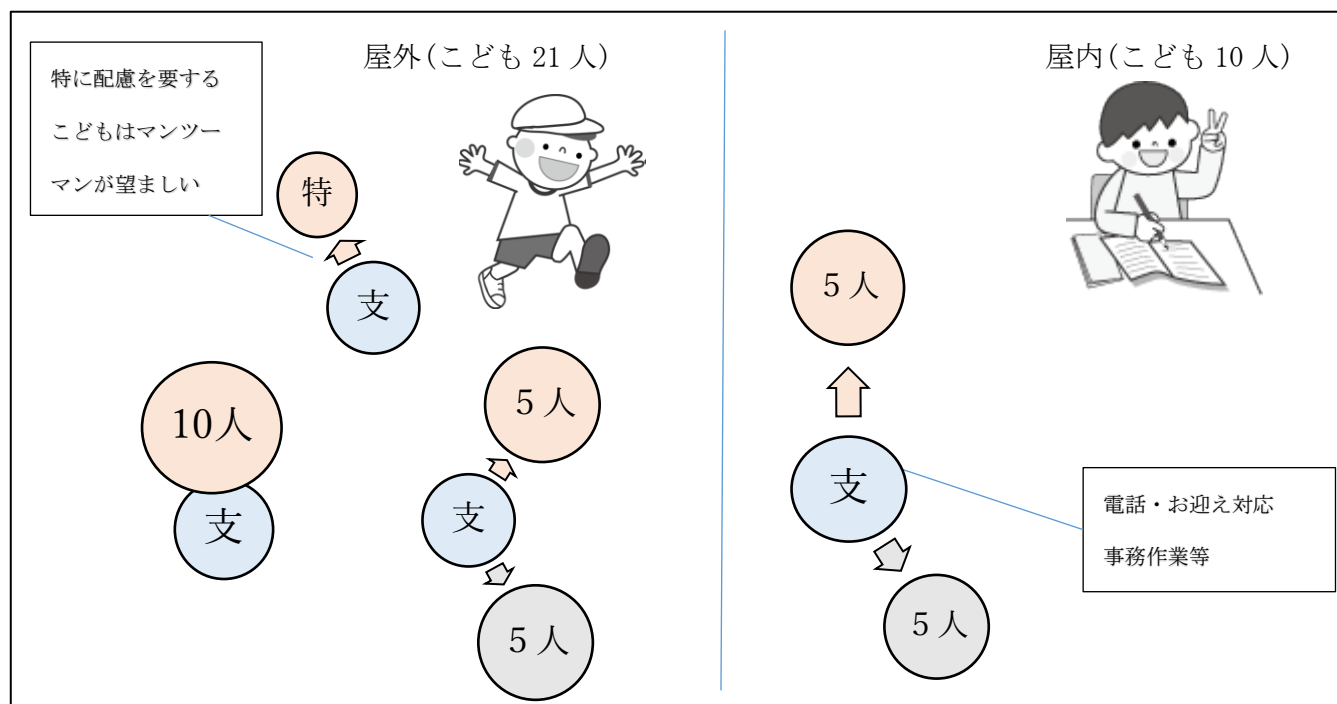 特に配慮を要する
こどもはマンツー
マンが望ましい
屋外(こども 21 人)
特
支
10人
支
5 人
支
5 人
屋内(こども 10 人)
5 人
支
5 人
電話・お迎え対応
事務作業等